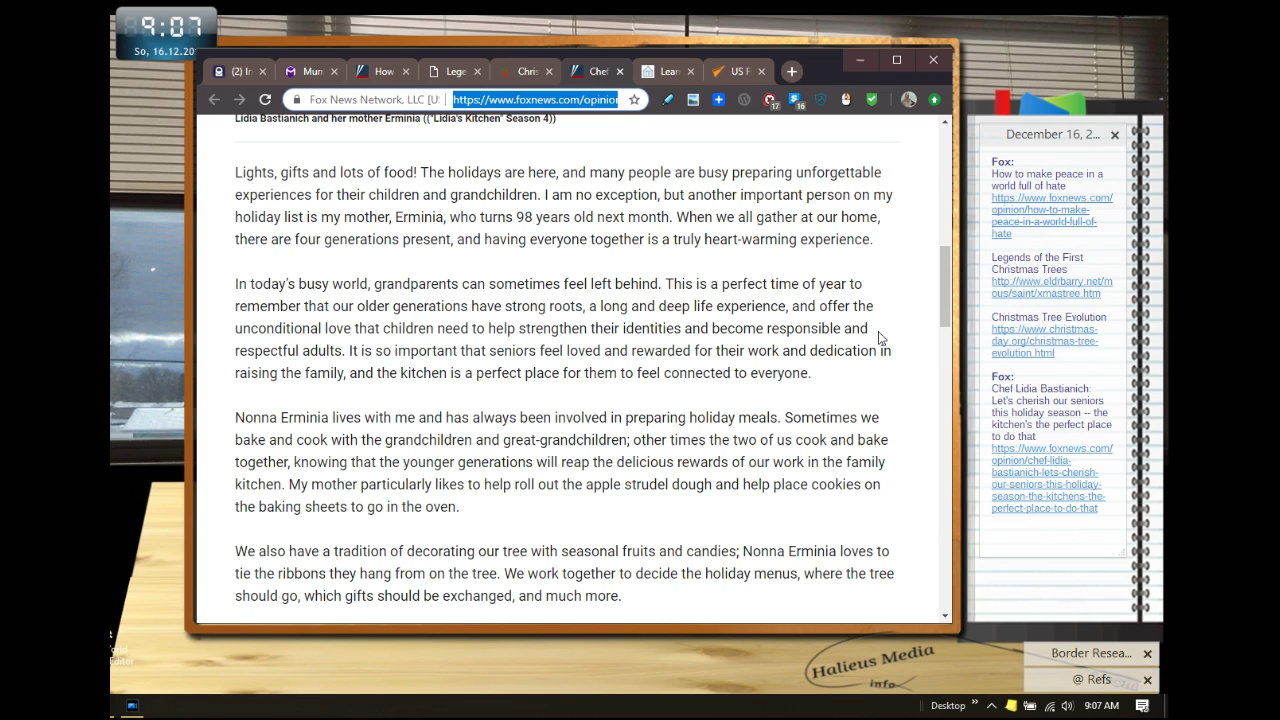 9:07
So, 16.12.20
(2) I
Mun
How
Lege
Chris
Chef
Learn
US F
Fox News Network, LLC [U
https://www.foxnews.com/opinion
17
16
Lidia Bastianich and her mother Erminia (("Lidia's Kitchen" Season 4))
Lights, gifts and lots of food! The holidays are here, and many people are busy preparing unforgettable
experiences for their children and grandchildren. I am no exception, but another important person on my
holiday list is my mother, Erminia, who turns 98 years old next month. When we all gather at our home,
there are four generations present, and having everyone together is a truly heart-warming experience.
In today's busy world, grandparents can sometimes feel left behind. This is a perfect time of year to
remember that our older generations have strong roots, a long and deep life experience, and offer the
unconditional love that children need to help strengthen their identities and become responsible and
respectful adults. It is so important that seniors feel loved and rewarded for their work and dedication in
raising the family, and the kitchen is a perfect place for them to feel connected to everyone.
Nonna Erminia lives with me and has always been involved in preparing holiday meals. Sometimes we
bake and cook with the grandchildren and great-grandchildren; other times the two of us cook and bake
together, knowing that the younger generations will reap the delicious rewards of our work in the family
kitchen. My mother particularly likes to help roll out the apple strudel dough and help place cookies on
the baking sheets to go in the oven.
We also have a tradition of decorating our tree with seasonal fruits and candies; Nonna Erminia loves to
tie the ribbons they hang from on the tree. We work together to decide the holiday menus, where the tree
should go, which gifts should be exchanged, and much more.
December 16, 2...
Fox:
How to make peace in a
world full of hate
https://www.foxnews.com/
opinion/how-to-make-
peace-in-a-world-full-of-
hate
Legends of the First
Christmas Trees
http://www.eldrbarry.net/m
ous/saint/xmastree.htm
Christmas Tree Evolution
https://www.christmas-
day.org/christmas-tree-
evolution.html
Fox:
Chef Lidia Bastianich:
Let's cherish our seniors
this holiday season -- the
kitchen's the perfect place
to do that
https://www.foxnews.com/
opinion/chef-lidia-
bastianich-lets-cherish-
our-seniors-this-holiday-
season-the-kitchens-the-
perfect-place-to-do-that
Border Resea...
@ Refs
Halieus Media
info
orld
Editor
Desktop
9:07 AM